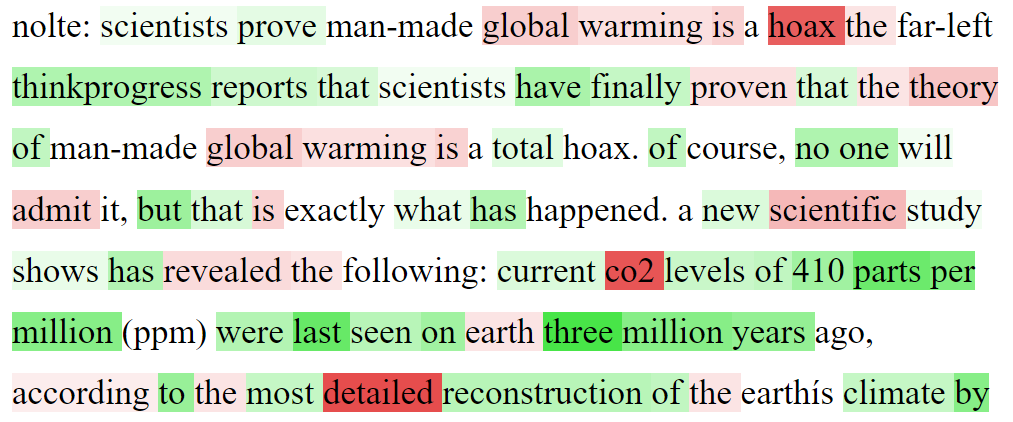 nolte: scientists prove man-made global warming is a hoax the far-left
thinkprogress reports that scientists have finally proven that the theory
of man-made global warming is a total hoax. of course, no one will
admit it, but that is exactly what has happened. a new scientific study
shows has revealed the following: current co2 levels of 410 parts per
million (ppm) were last seen on earth three million years ago,
according to the most detailed reconstruction of the earthís climate by